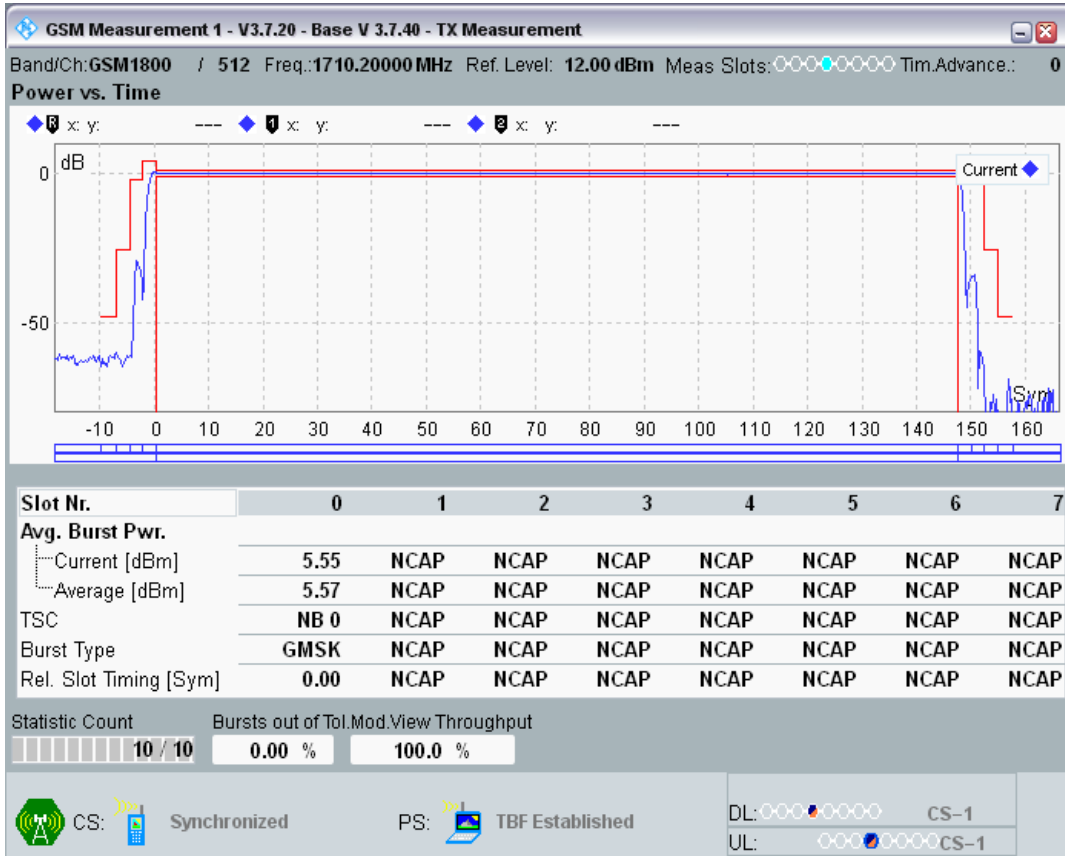 GSM Measurement 1 - V3.7.20 - Base V 3.7.40 - TX Measurement
Band/Ch:GSM1800 / 512 Freq.:1710.20000 MHz Ref. Level: 12.00 dBm Meas Slots: Tim.Advance.: 0
Power vs. Time
R x: y: --- 1 x: y: --- 2 x: y: ---
dB
Current
0
-50
Sym
-10 0 10 20 30 40 50 60 70 80 90 100 110 120 130 140 150 160
Slot Nr. 0 1 2 3 4 5 6 7
Avg. Burst Pwr.
Current [dBm] 5.55 NCAP NCAP NCAP NCAP NCAP NCAP NCAP
Average [dBm] 5.57 NCAP NCAP NCAP NCAP NCAP NCAP NCAP
TSC NB 0 NCAP NCAP NCAP NCAP NCAP NCAP NCAP
Burst Type GMSK NCAP NCAP NCAP NCAP NCAP NCAP NCAP
Rel. Slot Timing [Sym] 0.00 NCAP NCAP NCAP NCAP NCAP NCAP NCAP
Statistic Count Bursts out of Tol. Mod.View Throughput
10 / 10 0.00 % 100.0 %
CS: Synchronized PS: TBF Established
DL: CS-1
UL: CS-1